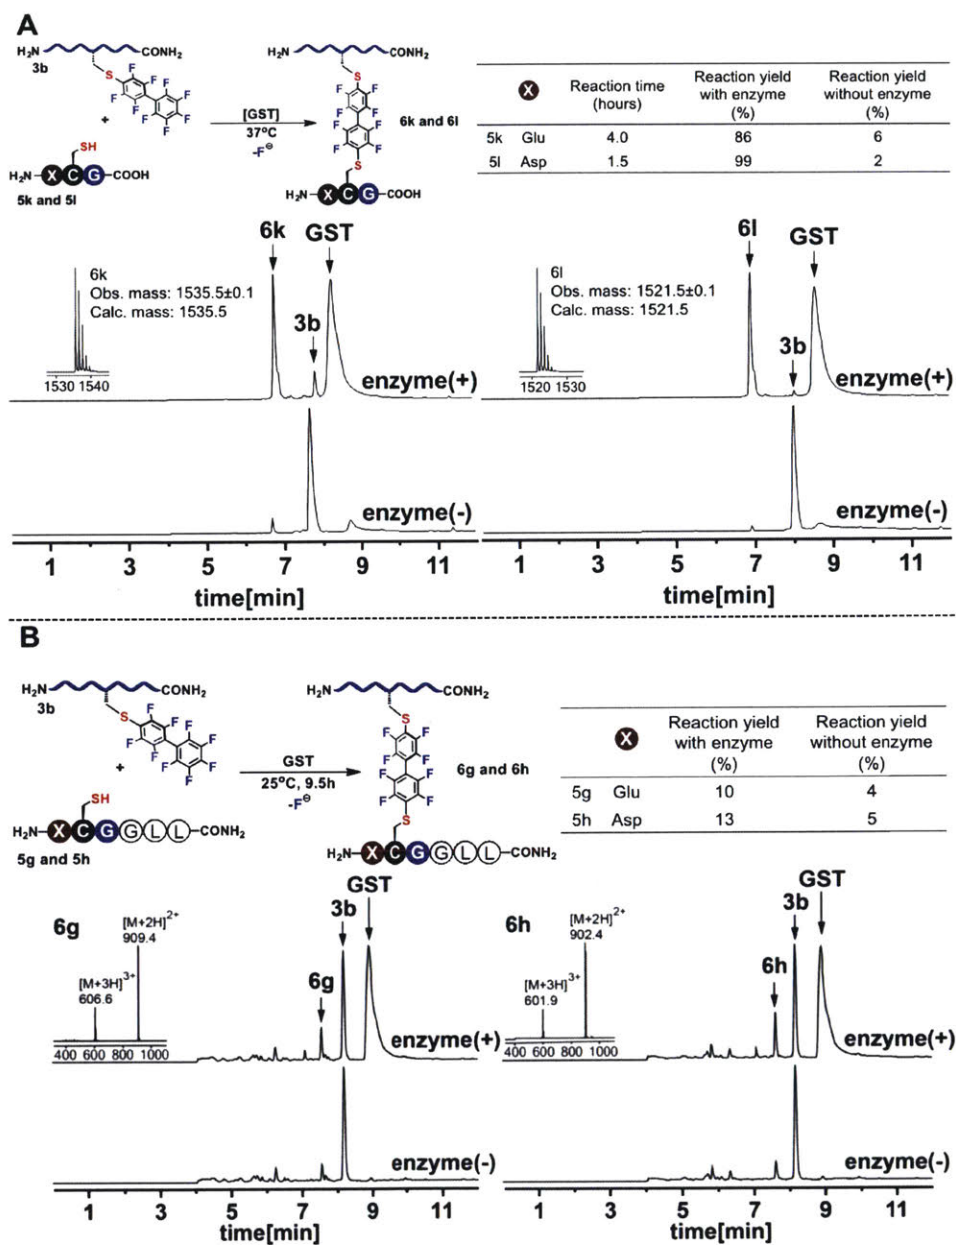 A
H₂N CONH₂ H₂N CONH₂
3b
S
F F F F F F F F F
+
SH
H₂N X C G COOH
5k and 5l
[GST]
37°C
-F⊖
S
F F F F F F F F
S
6k and 6l
H₂N X C G COOH
X Reaction time (hours) Reaction yield with enzyme (%) Reaction yield without enzyme (%)
5k Glu 4.0 86 6
5l Asp 1.5 99 2
6k GST
6k
Obs. mass: 1535.5±0.1
Calc. mass: 1535.5
1530 1540
3b
enzyme(+)
enzyme(-)
1 3 5 7 9 11
time[min]
6l GST
6l
Obs. mass: 1521.5±0.1
Calc. mass: 1521.5
1520 1530
3b
enzyme(+)
enzyme(-)
1 3 5 7 9 11
time[min]
B
H₂N CONH₂ H₂N CONH₂
3b
S
F F F F F F F F F
+
SH
H₂N X C G G L L CONH₂
5g and 5h
GST
25°C, 9.5h
-F⊖
S
F F F F F F F F
S
6g and 6h
H₂N X C G G L L CONH₂
X Reaction yield with enzyme (%) Reaction yield without enzyme (%)
5g Glu 10 4
5h Asp 13 5
6g
[M+2H]²⁺
909.4
[M+3H]³⁺
606.6
400 600 800 1000
6g 3b GST
enzyme(+)
enzyme(-)
1 3 5 7 9 11
time[min]
6h
[M+2H]²⁺
902.4
[M+3H]³⁺
601.9
400 600 800 1000
6h 3b GST
enzyme(+)
enzyme(-)
1 3 5 7 9 11
time[min]